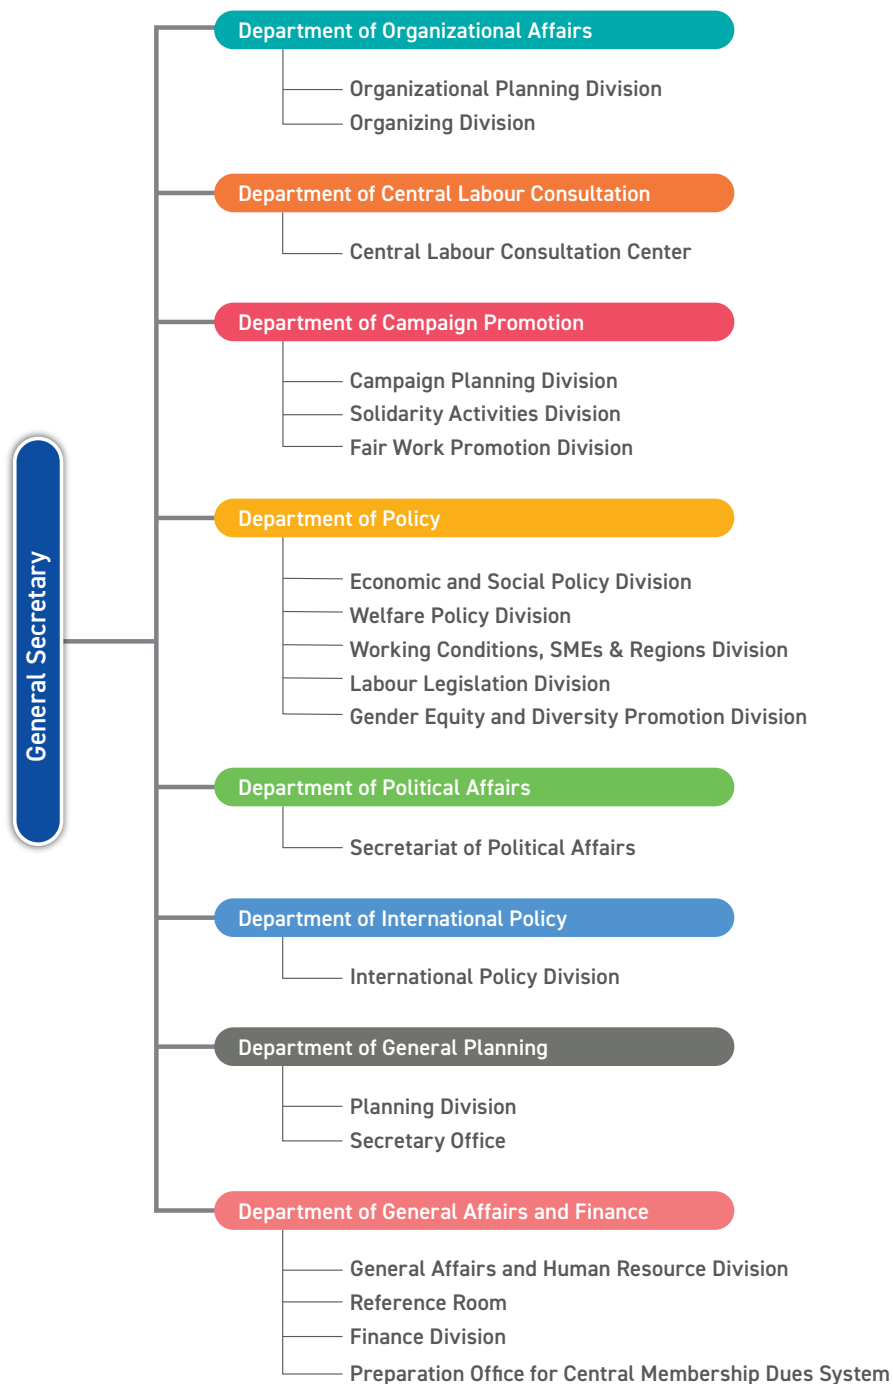 General Secretary
Department of Organizational Affairs
Organizational Planning Division
Organizing Division
Department of Central Labour Consultation
Central Labour Consultation Center
Department of Campaign Promotion
Campaign Planning Division
Solidarity Activities Division
Fair Work Promotion Division
Department of Policy
Economic and Social Policy Division
Welfare Policy Division
Working Conditions, SMEs & Regions Division
Labour Legislation Division
Gender Equity and Diversity Promotion Division
Department of Political Affairs
Secretariat of Political Affairs
Department of International Policy
International Policy Division
Department of General Planning
Planning Division
Secretary Office
Department of General Affairs and Finance
General Affairs and Human Resource Division
Reference Room
Finance Division
Preparation Office for Central Membership Dues System